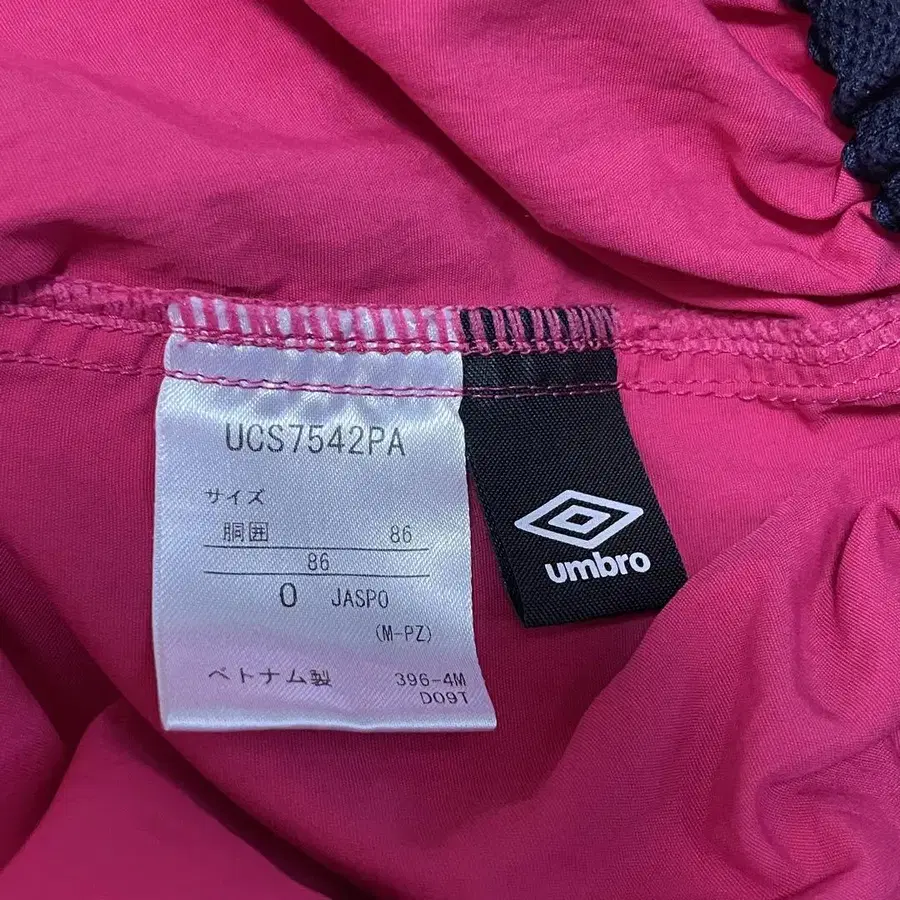 UCS7542PA
サイズ
胴囲 86
86
O JASPO
(M-PZ)
ベトナム製 396-4M
D09T
umbro